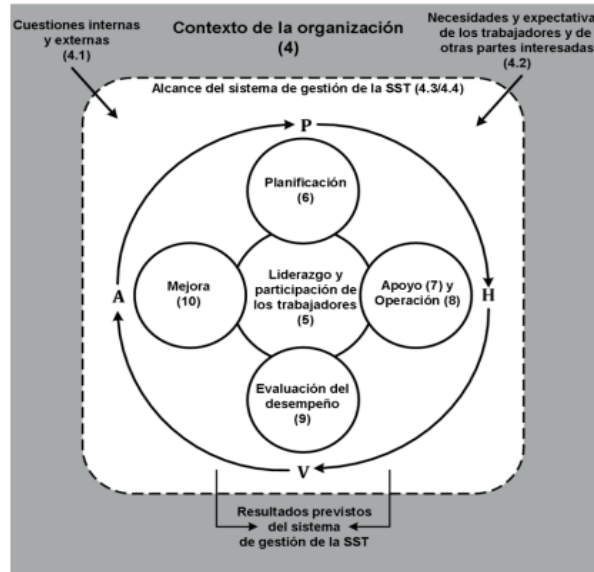 Cuestiones internas
y externas
(4.1)
Contexto de la organización
(4)
Necesidades y expectativa
de los trabajadores y de
otras partes interesadas
(4.2)
Alcance del sistema de gestión de la SST (4.3/4.4)
P
Planificación
(6)
A
Mejora
(10)
Liderazgo y
participación de
los trabajadores
(5)
Apoyo (7) y
Operación (8)
H
Evaluación del
desempeño
(9)
V
Resultados previstos
del sistema
de gestión de la SST